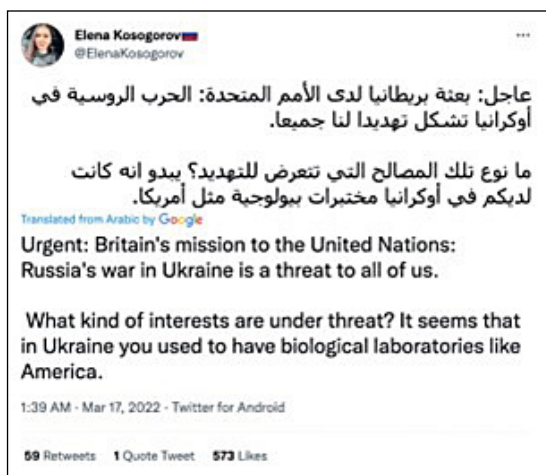 Elena Kosogorov🇷🇺
@ElenaKosogorov
عاجل: بعثة بريطانيا لدى الأمم المتحدة: الحرب الروسية في
أوكرانيا تشكل تهديدا لنا جميعا.
ما نوع تلك المصالح التي تتعرض للتهديد؟ يبدو انه كانت
لديكم في أوكرانيا مختبرات بيولوجية مثل أمريكا.
Translated from Arabic by Google
Urgent: Britain's mission to the United Nations:
Russia's war in Ukraine is a threat to all of us.
What kind of interests are under threat? It seems that
in Ukraine you used to have biological laboratories like
America.
1:39 AM · Mar 17, 2022 · Twitter for Android
59 Retweets 1 Quote Tweet 573 Likes